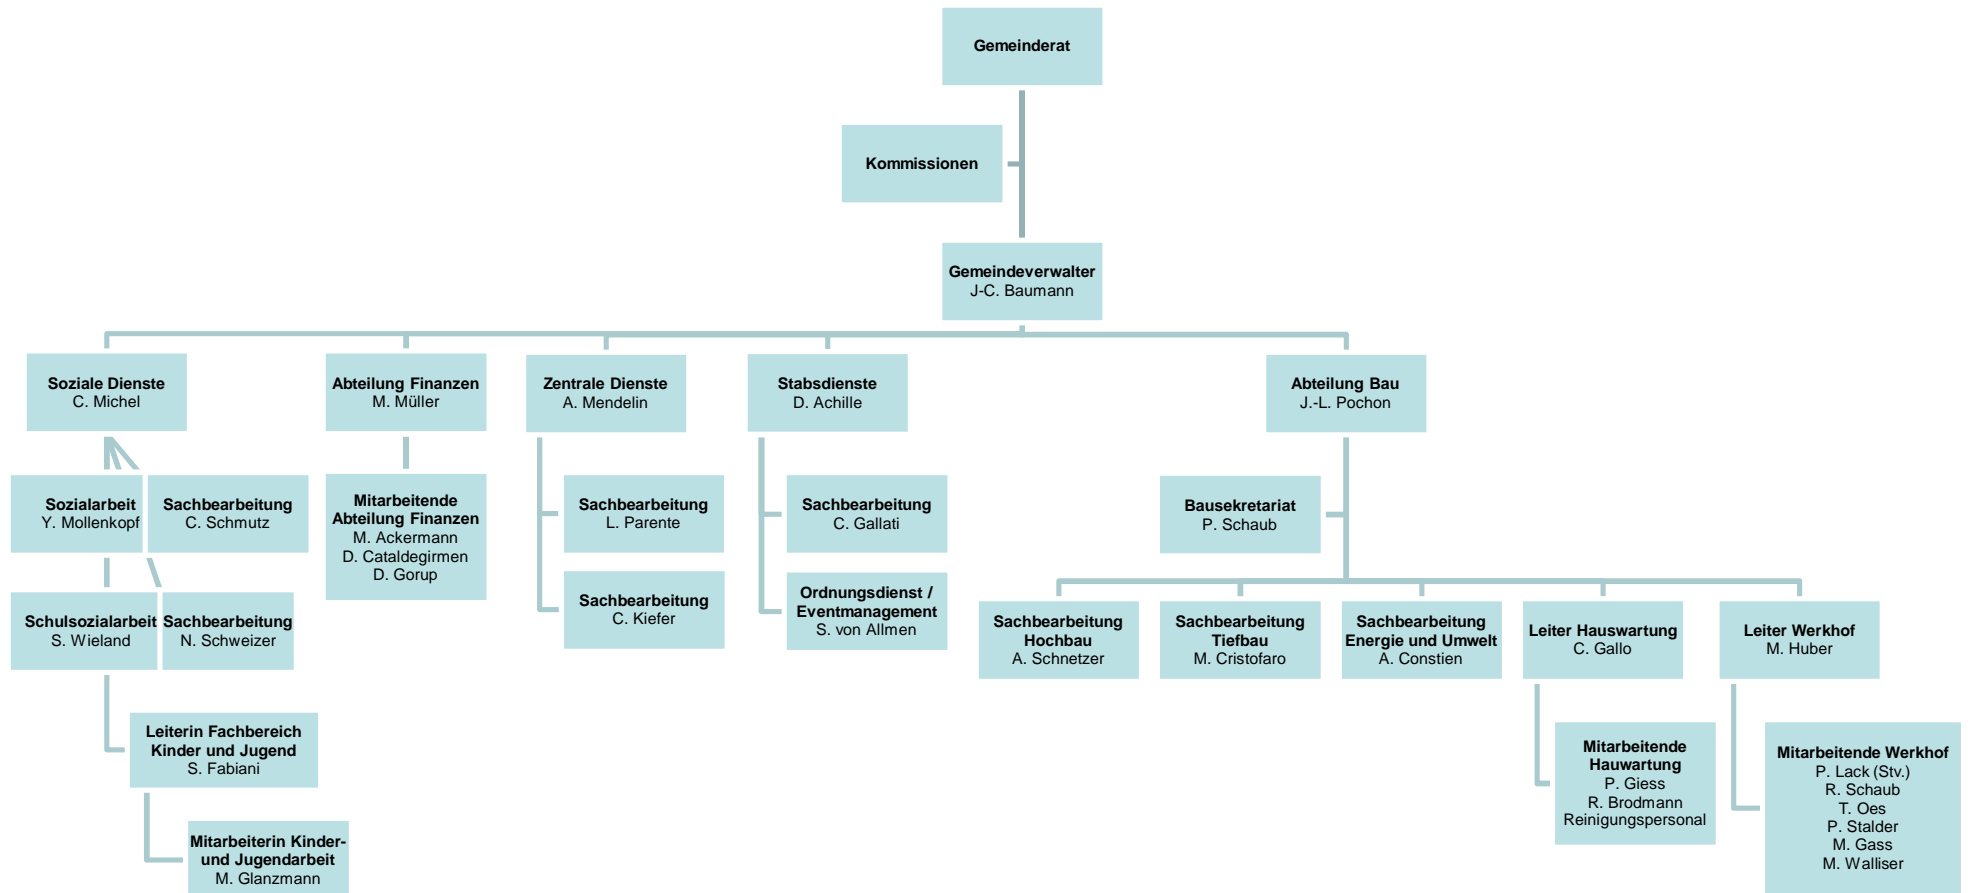 Gemeinderat
Kommissionen
Gemeindeverwalter
J-C. Baumann
Soziale Dienste
C. Michel
Abteilung Finanzen
M. Müller
Zentrale Dienste
A. Mendelin
Stabsdienste
D. Achille
Abteilung Bau
J.-L. Pochon
Sozialarbeit
Y. Mollenkopf
Sachbearbeitung
C. Schmutz
Mitarbeitende
Abteilung Finanzen
M. Ackermann
D. Cataldegirmen
D. Gorup
Sachbearbeitung
L. Parente
Sachbearbeitung
C. Gallati
Bausekretariat
P. Schaub
Schulsozialarbeit
S. Wieland
Sachbearbeitung
N. Schweizer
Sachbearbeitung
C. Kiefer
Ordnungsdienst /
Eventmanagement
S. von Allmen
Sachbearbeitung
Hochbau
A. Schnetzer
Sachbearbeitung
Tiefbau
M. Cristofaro
Sachbearbeitung
Energie und Umwelt
A. Constien
Leiter Hauswartung
C. Gallo
Leiter Werkhof
M. Huber
Leiterin Fachbereich
Kinder und Jugend
S. Fabiani
Mitarbeitende
Hauwartung
P. Giess
R. Brodmann
Reinigungspersonal
Mitarbeitende Werkhof
P. Lack (Stv.)
R. Schaub
T. Oes
P. Stalder
M. Gass
M. Walliser
Mitarbeiterin Kinder-
und Jugendarbeit
M. Glanzmann